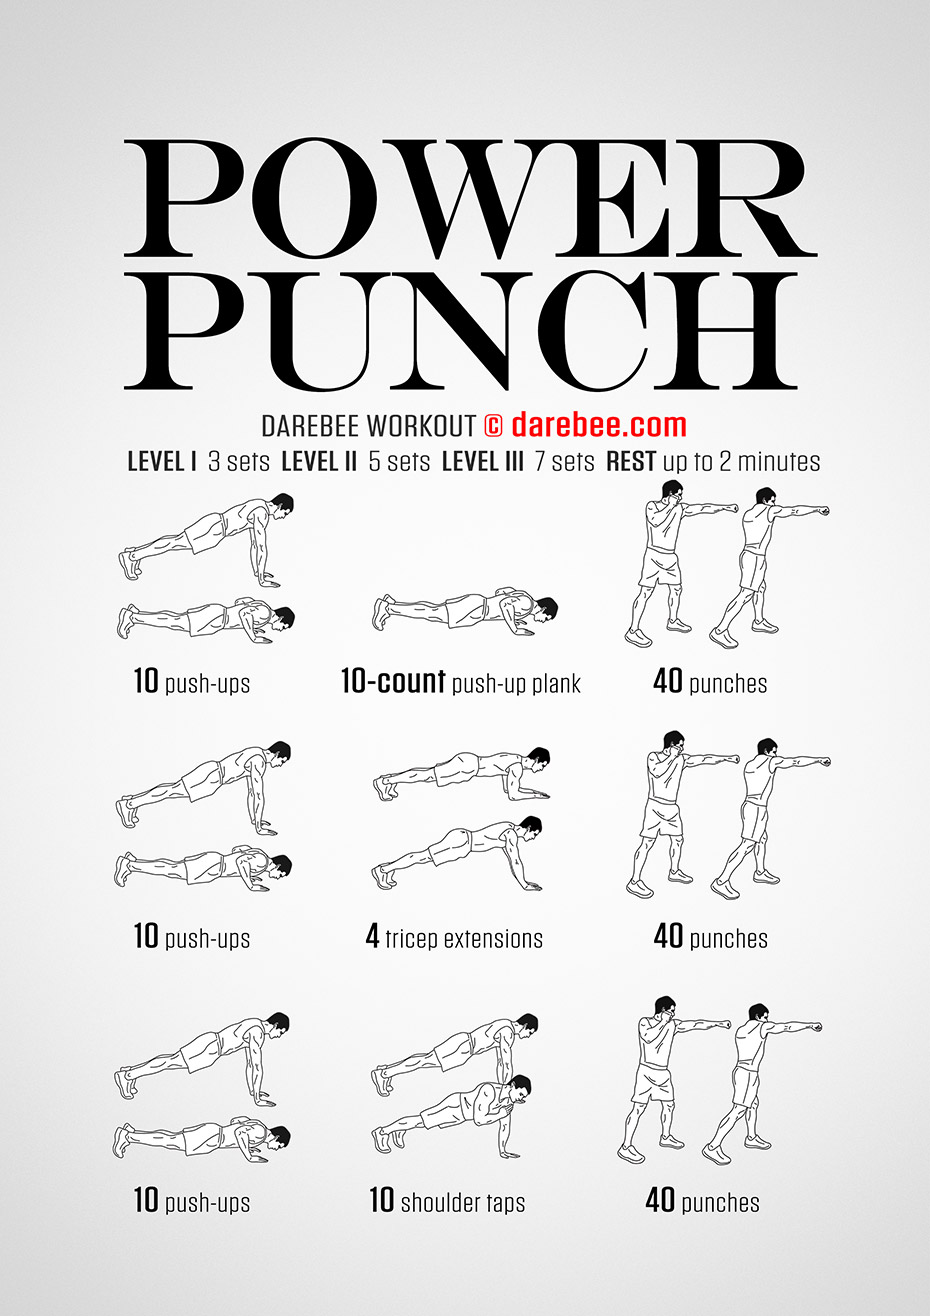 POWER
PUNCH
DAREBEE WORKOUT © darebee.com
LEVEL I 3 sets LEVEL II 5 sets LEVEL III 7 sets REST up to 2 minutes
10 push-ups 10-count push-up plank 40 punches
10 push-ups 4 tricep extensions 40 punches
10 push-ups 10 shoulder taps 40 punches